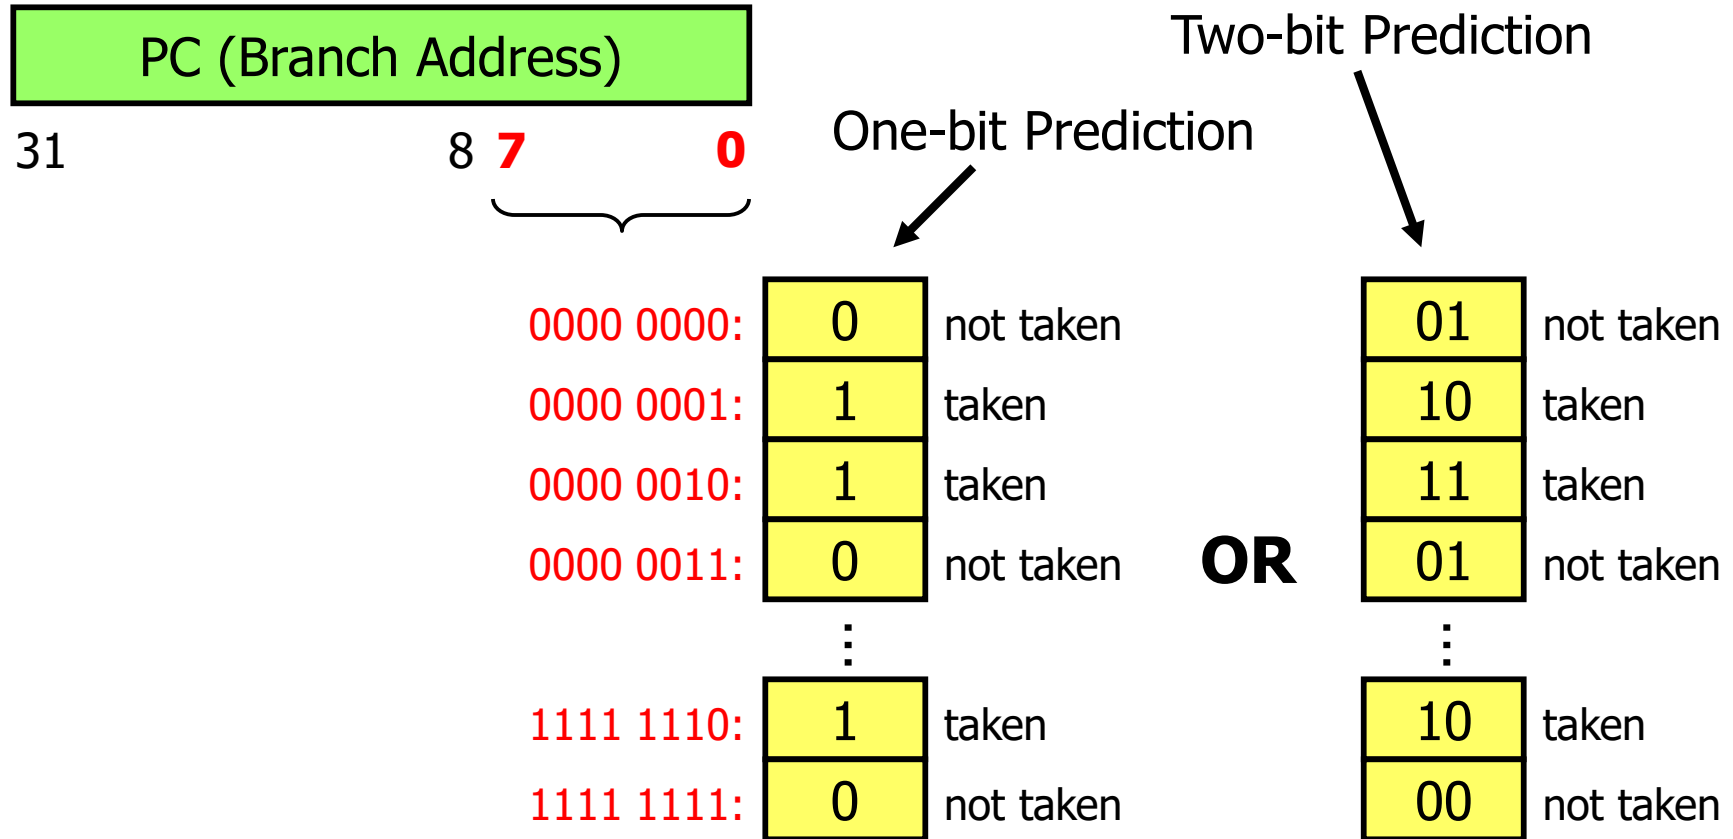 PC (Branch Address)
Two-bit Prediction
31 8 7 0
One-bit Prediction
0000 0000: 0 not taken 01 not taken
0000 0001: 1 taken 10 taken
0000 0010: 1 taken 11 taken
0000 0011: 0 not taken OR 01 not taken
⋮ ⋮
1111 1110: 1 taken 10 taken
1111 1111: 0 not taken 00 not taken